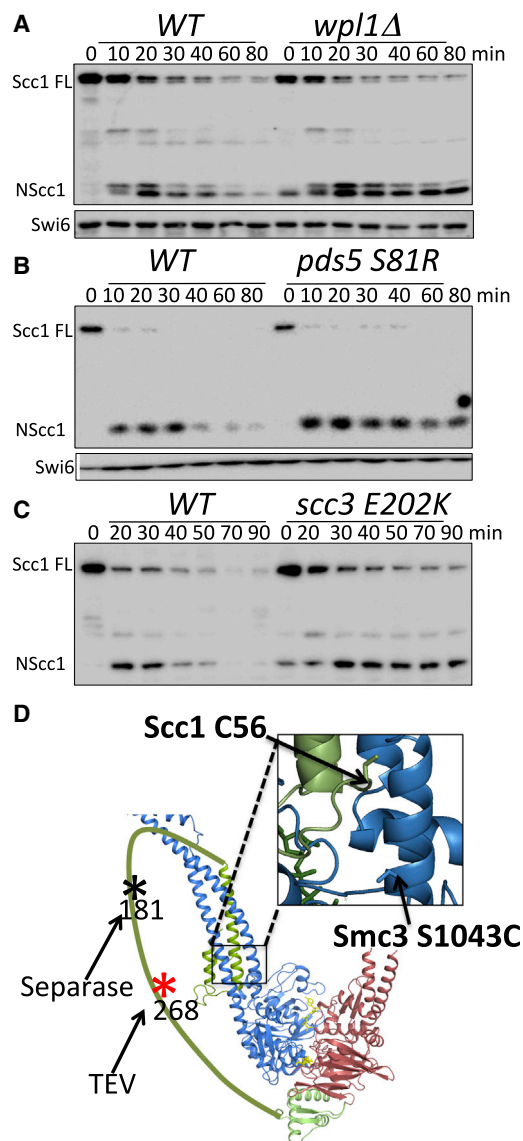 A
WT wpl1Δ
0 10 20 30 40 60 80 0 10 20 30 40 60 80 min
Scc1 FL
NScc1
Swi6
B
WT pds5 S81R
0 10 20 30 40 60 80 0 10 20 30 40 60 80 min
Scc1 FL
NScc1
Swi6
C
WT scc3 E202K
0 20 30 40 50 70 90 0 20 30 40 50 70 90 min
Scc1 FL
NScc1
D
Scc1 C56
*
181
Smc3 S1043C
Separase
*
268
TEV